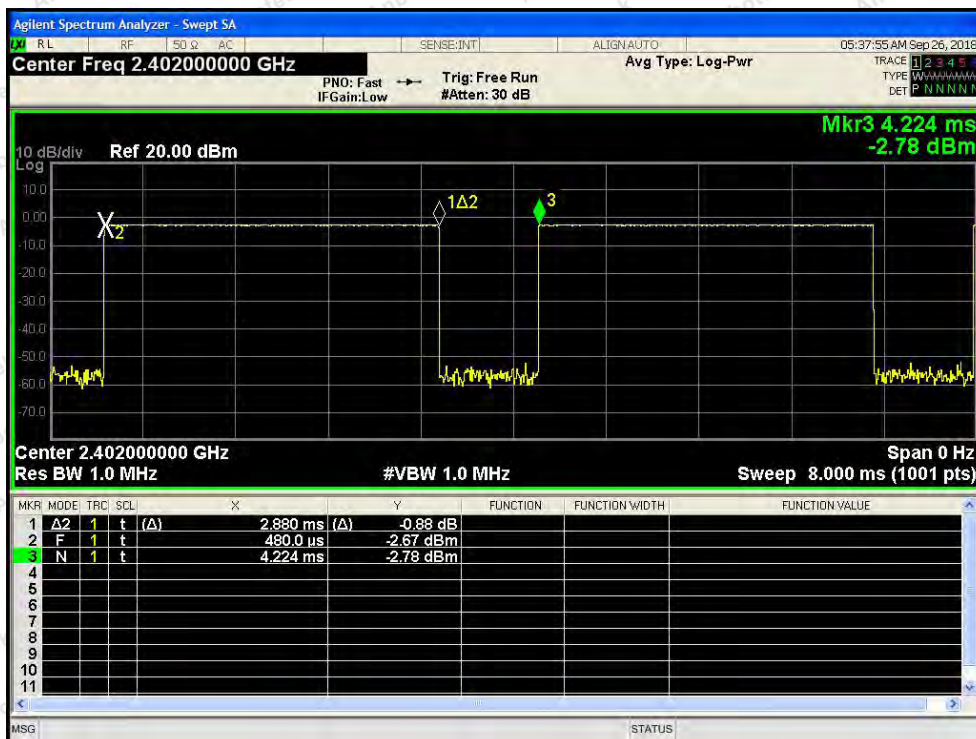 Agilent Spectrum Analyzer - Swept SA
LXI RL RF 50 Ω AC SENSE:INT ALIGNAUTO 05:37:55 AM Sep 26, 2018
Center Freq 2.402000000 GHz Avg Type: Log-Pwr TRACE 1 2 3 4 5
PNO: Fast Trig: Free Run TYPE W
IFGain:Low #Atten: 30 dB DET P N N N N N
Mkr3 4.224 ms
10 dB/div Ref 20.00 dBm -2.78 dBm
Log
10.0
1Δ2 3
0.00
2
-10.0
-20.0
-30.0
-40.0
-50.0
-60.0
-70.0
Center 2.402000000 GHz Span 0 Hz
Res BW 1.0 MHz #VBW 1.0 MHz Sweep 8.000 ms (1001 pts)
MKR MODE TRC SCL X Y FUNCTION FUNCTION WIDTH FUNCTION VALUE
1 Δ2 1 t (Δ) 2.880 ms (Δ) -0.88 dB
2 F 1 t 480.0 µs -2.67 dBm
3 N 1 t 4.224 ms -2.78 dBm
4
5
6
7
8
9
10
11
MSG STATUS